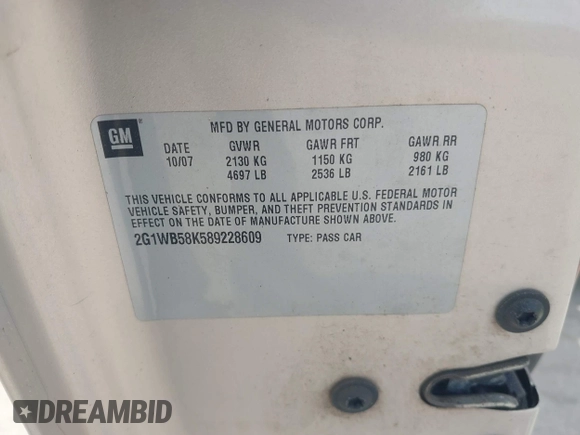 GM
MFD BY GENERAL MOTORS CORP.
DATE GVWR GAWR FRT GAWR RR
10/07 2130 KG 1150 KG 980 KG
4697 LB 2536 LB 2161 LB
THIS VEHICLE CONFORMS TO ALL APPLICABLE U.S. FEDERAL MOTOR
VEHICLE SAFETY, BUMPER, AND THEFT PREVENTION STANDARDS IN
EFFECT ON THE DATE OF MANUFACTURE SHOWN ABOVE.
2G1WB58K589228609 TYPE: PASS CAR
DREAMBID